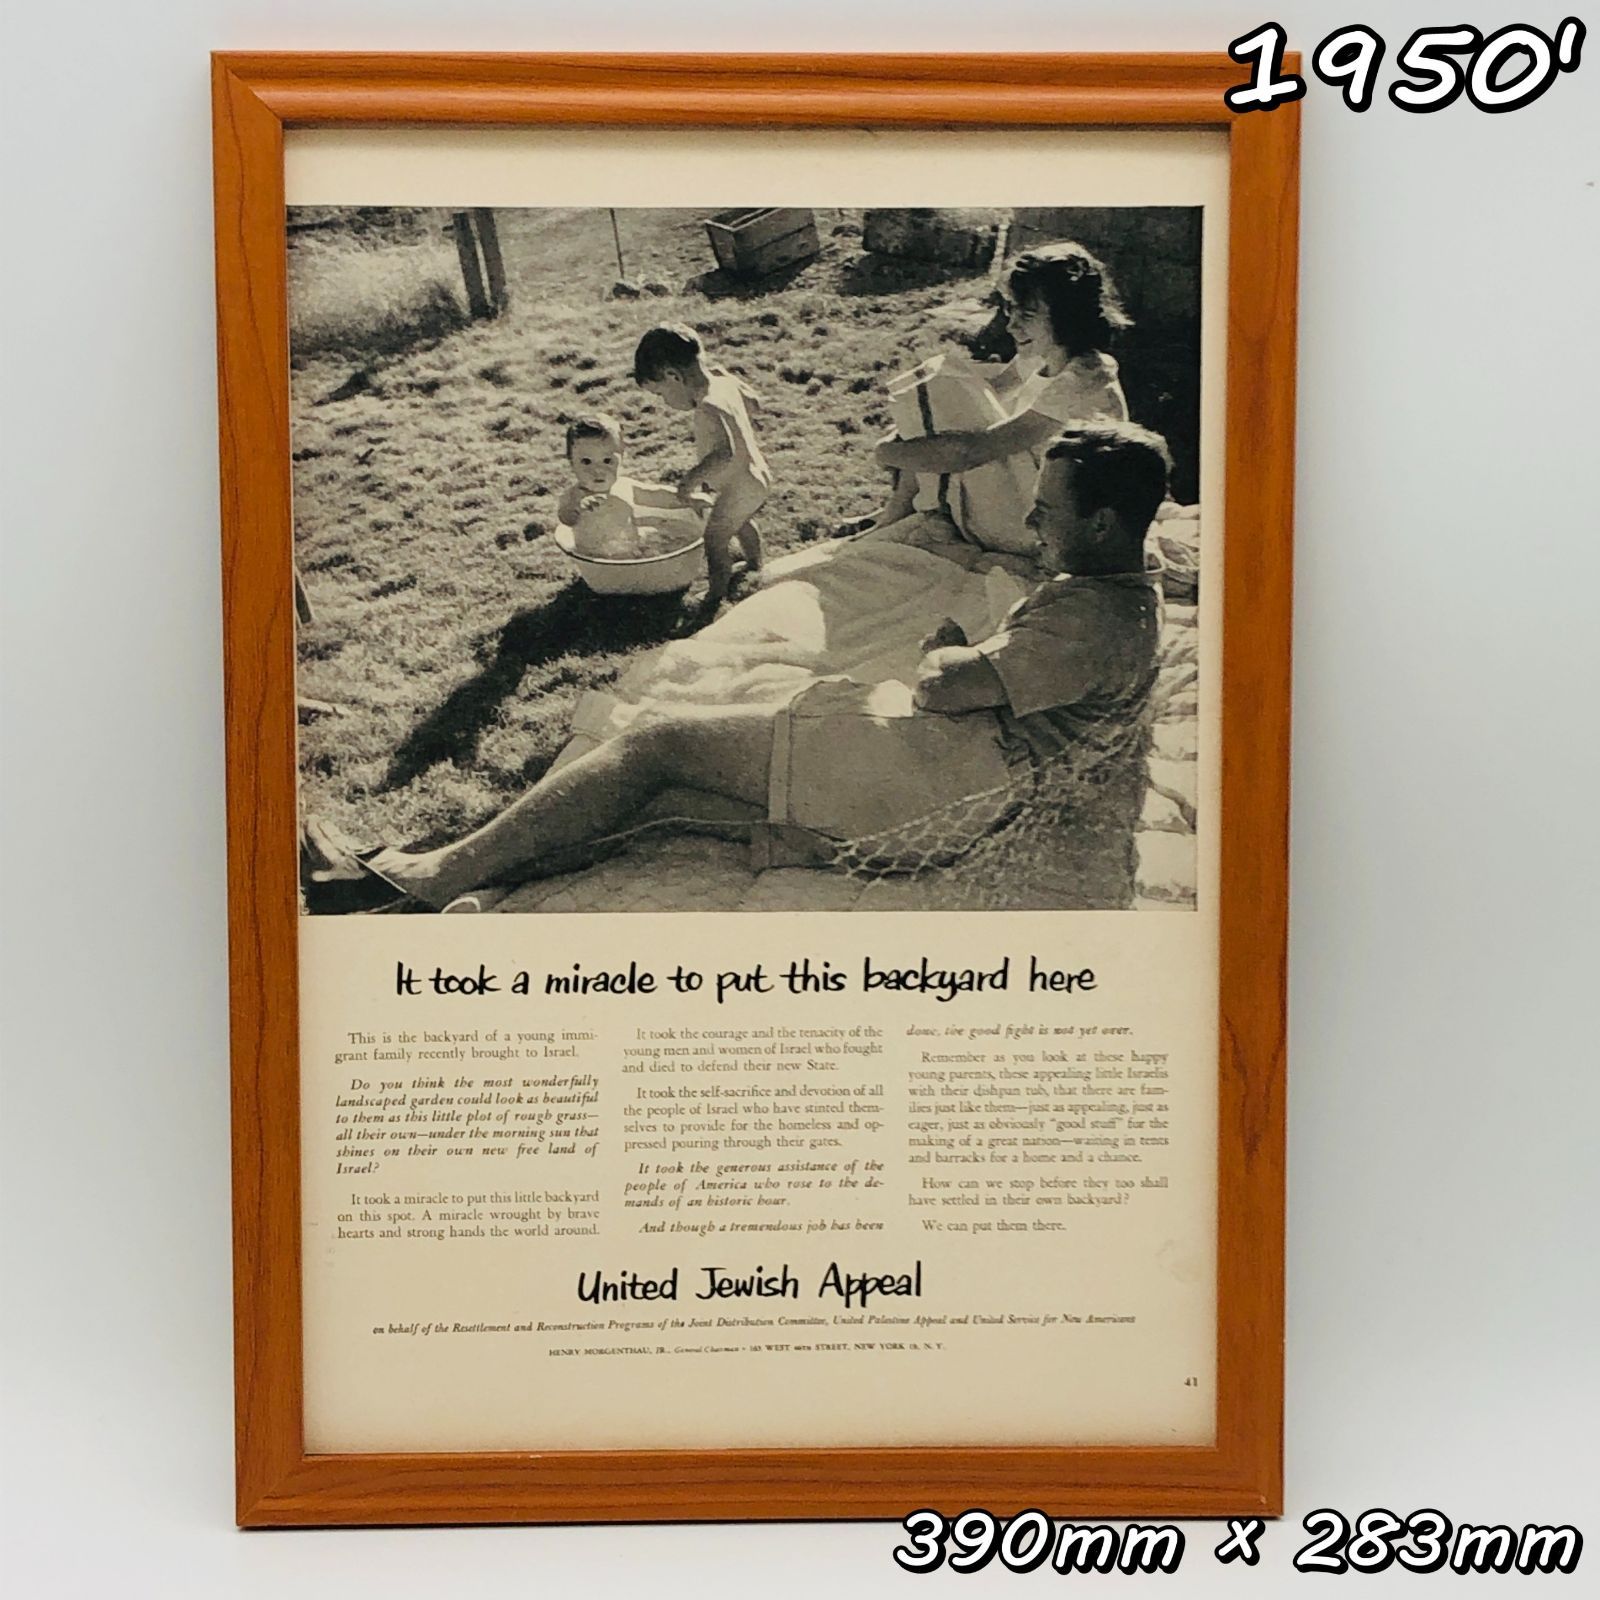 1950'
It took a miracle to put this backyard here
This is the backyard of a young immi-
grant family recently brought to Israel.
Do you think the most wonderfully
landscaped garden could look as beautiful
to them as this little plot of rough grass—
all their own—under the morning sun that
shines on their own new free land of
Israel?
It took a miracle to put this little backyard
on this spot. A miracle wrought by brave
hearts and strong hands the world around.
It took the courage and the tenacity of the
young men and women of Israel who fought
and died to defend their new State.
It took the self-sacrifice and devotion of all
the people of Israel who have stinted them-
selves to provide for the homeless and op-
pressed pouring through their gates.
It took the generous assistance of the
people of America who rose to the de-
mands of an historic hour.
And though a tremendous job has been
done, the good fight is not yet over.
Remember as you look at these happy
young parents, these appealing little Israelis
with their dishpan tub, that there are fam-
ilies just like them—just as appealing, just as
eager, just as obviously "good stuff" for the
making of a great nation—waiting in tents
and barracks for a home and a chance.
How can we stop before they too shall
have settled in their own backyard?
We can put them there.
United Jewish Appeal
on behalf of the Resettlement and Reconstruction Programs of the Joint Distribution Committee, United Palestine Appeal and United Service for New Americans
HENRY MORGENTHAU, JR., General Chairman • 165 WEST 46TH STREET, NEW YORK 19, N. Y.
41
390mm x 283mm